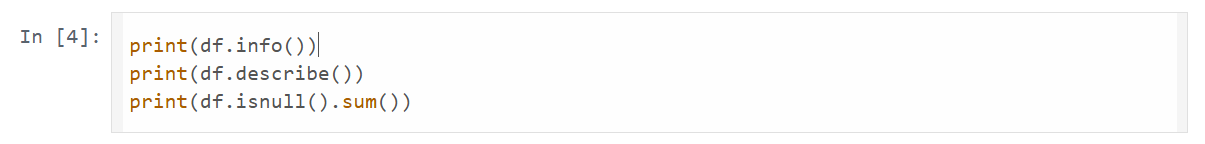 In [4]:
print(df.info())
print(df.describe())
print(df.isnull().sum())